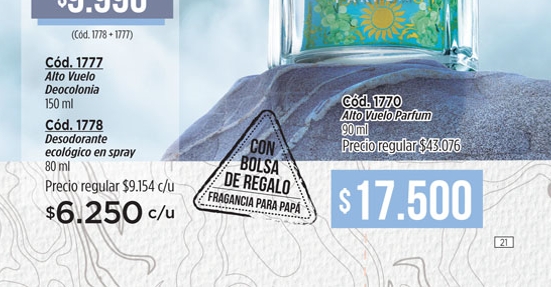 $9.990
(Cód. 1778 + 1777)
Cód. 1777
Alto Vuelo
Deocolonia
150 ml
Cód. 1778
Desodorante
ecológico en spray
80 ml
Precio regular $9.154 c/u
$6.250 c/u
CON
BOLSA
DE REGALO
FRAGANCIA PARA PAPÁ
Cód. 1770
Alto Vuelo Parfum
90 ml
Precio regular $43.076
$17.500
21